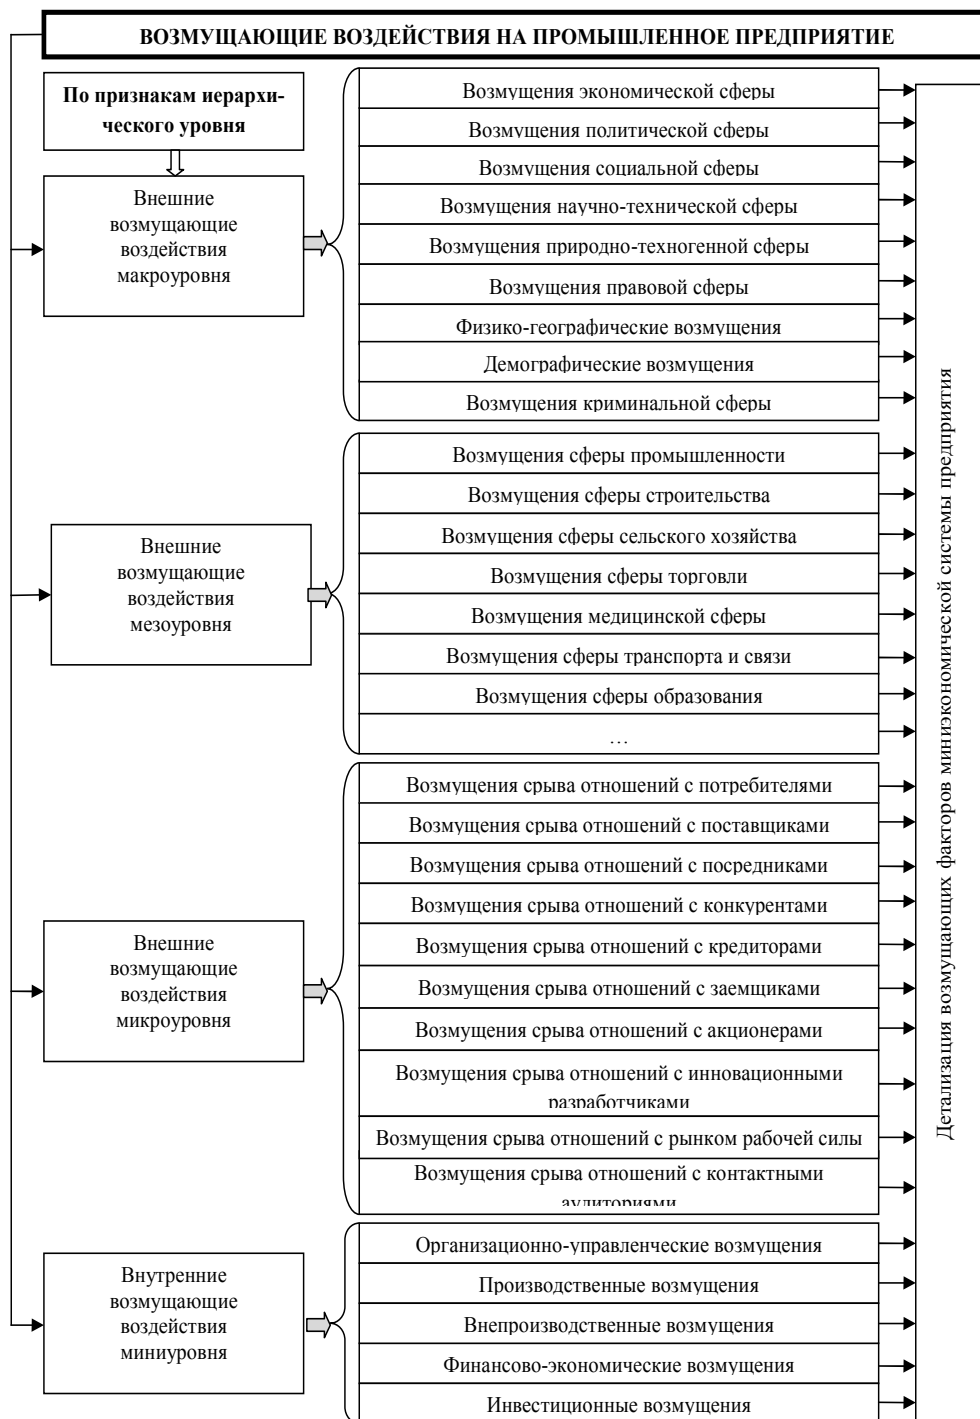 ВОЗМУЩАЮЩИЕ ВОЗДЕЙСТВИЯ НА ПРОМЫШЛЕННОЕ ПРЕДПРИЯТИЕ
По признакам иерархи-
ческого уровня
Внешние
возмущающие
воздействия
макроуровня
Возмущения экономической сферы
Возмущения политической сферы
Возмущения социальной сферы
Возмущения научно-технической сферы
Возмущения природно-техногенной сферы
Возмущения правовой сферы
Физико-географические возмущения
Демографические возмущения
Возмущения криминальной сферы
Внешние
возмущающие
воздействия
мезоуровня
Возмущения сферы промышленности
Возмущения сферы строительства
Возмущения сферы сельского хозяйства
Возмущения сферы торговли
Возмущения медицинской сферы
Возмущения сферы транспорта и связи
Возмущения сферы образования
…
Внешние
возмущающие
воздействия
микроуровня
Возмущения срыва отношений с потребителями
Возмущения срыва отношений с поставщиками
Возмущения срыва отношений с посредниками
Возмущения срыва отношений с конкурентами
Возмущения срыва отношений с кредиторами
Возмущения срыва отношений с заемщиками
Возмущения срыва отношений с акционерами
Возмущения срыва отношений с инновационными
разработчиками
Возмущения срыва отношений с рынком рабочей силы
Возмущения срыва отношений с контактными
аудиториями
Внутренние
возмущающие
воздействия
миниуровня
Организационно-управленческие возмущения
Производственные возмущения
Внепроизводственные возмущения
Финансово-экономические возмущения
Инвестиционные возмущения
Детализация возмущающих факторов миниэкономической системы предприятия